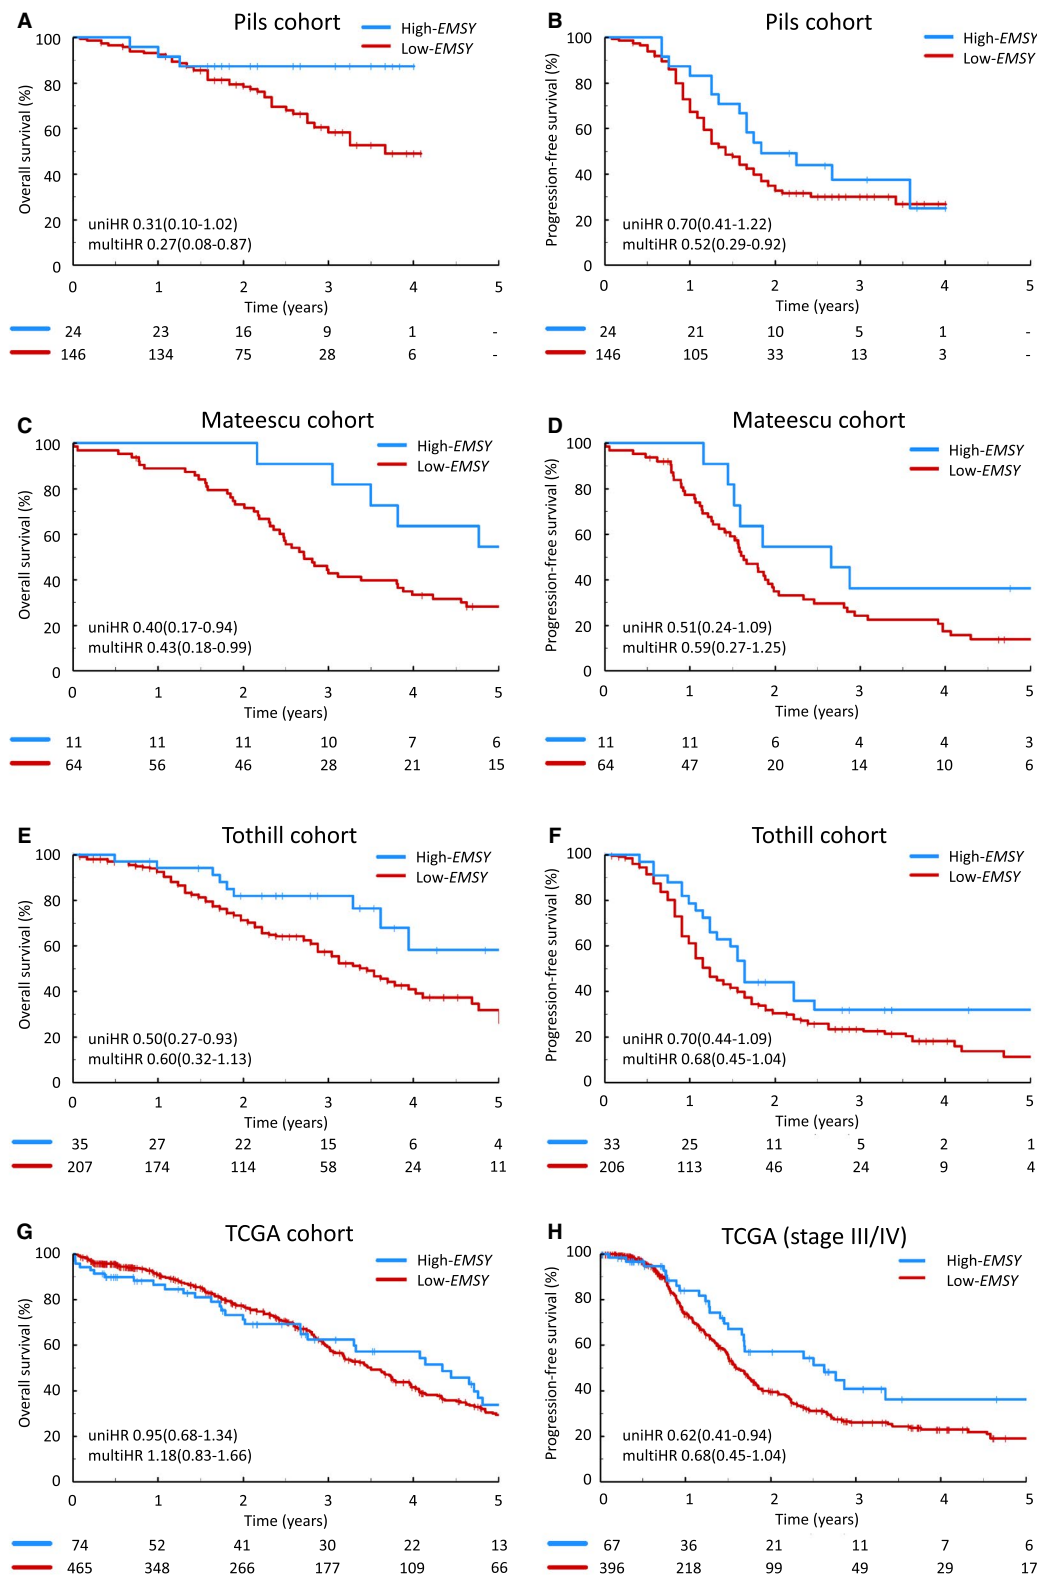 A
Pils cohort
High-EMSY
Low-EMSY
Overall survival (%)
100
80
60
40
20
0
uniHR 0.31(0.10-1.02)
multiHR 0.27(0.08-0.87)
0 1 2 3 4 5
Time (years)
24 23 16 9 1 -
146 134 75 28 6 -
B
Pils cohort
High-EMSY
Low-EMSY
Progression-free survival (%)
100
80
60
40
20
0
uniHR 0.70(0.41-1.22)
multiHR 0.52(0.29-0.92)
0 1 2 3 4 5
Time (years)
24 21 10 5 1 -
146 105 33 13 3 -
C
Mateescu cohort
High-EMSY
Low-EMSY
Overall survival (%)
100
80
60
40
20
0
uniHR 0.40(0.17-0.94)
multiHR 0.43(0.18-0.99)
0 1 2 3 4 5
Time (years)
11 11 11 10 7 6
64 56 46 28 21 15
D
Mateescu cohort
High-EMSY
Low-EMSY
Progression-free survival (%)
100
80
60
40
20
0
uniHR 0.51(0.24-1.09)
multiHR 0.59(0.27-1.25)
0 1 2 3 4 5
Time (years)
11 11 6 4 4 3
64 47 20 14 10 6
E
Tothill cohort
High-EMSY
Low-EMSY
Overall survival (%)
100
80
60
40
20
0
uniHR 0.50(0.27-0.93)
multiHR 0.60(0.32-1.13)
0 1 2 3 4 5
Time (years)
35 27 22 15 6 4
207 174 114 58 24 11
F
Tothill cohort
High-EMSY
Low-EMSY
Progression-free survival (%)
100
80
60
40
20
0
uniHR 0.70(0.44-1.09)
multiHR 0.68(0.45-1.04)
0 1 2 3 4 5
Time (years)
33 25 11 5 2 1
206 113 46 24 9 4
G
TCGA cohort
High-EMSY
Low-EMSY
Overall survival (%)
100
80
60
40
20
0
uniHR 0.95(0.68-1.34)
multiHR 1.18(0.83-1.66)
0 1 2 3 4 5
Time (years)
74 52 41 30 22 13
465 348 266 177 109 66
H
TCGA (stage III/IV)
High-EMSY
Low-EMSY
Progression-free survival (%)
100
80
60
40
20
0
uniHR 0.62(0.41-0.94)
multiHR 0.68(0.45-1.04)
0 1 2 3 4 5
Time (years)
67 36 21 11 7 6
396 218 99 49 29 17